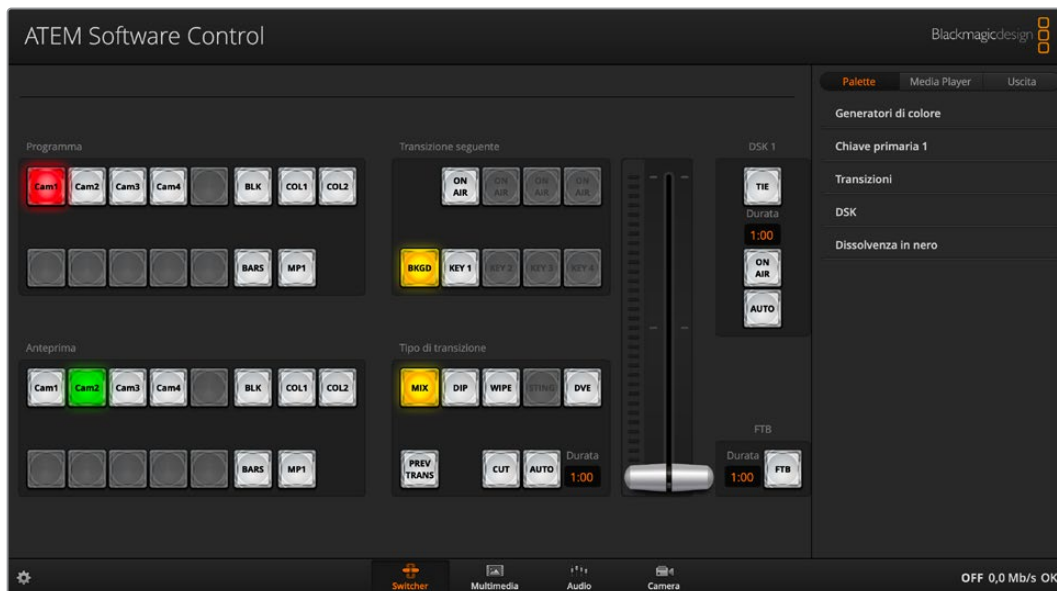 ATEM Software Control
Blackmagicdesign
Palette Media Player Uscita
Generatori di colore
Chiave primaria 1
Transizioni
DSK
Dissolvenza in nero
Programma
Cam1 Cam2 Cam3 Cam4 BLK COL1 COL2
BARS MP1
Transizione seguente
ON AIR ON AIR ON AIR ON AIR
BKGD KEY 1 KEY 2 KEY 3 KEY 4
DSK 1
TIE
Durata
1:00
ON AIR
AUTO
Anteprima
Cam1 Cam2 Cam3 Cam4 BLK COL1 COL2
BARS MP1
Tipo di transizione
MIX DIP WIPE STING DVE
PREV TRANS CUT AUTO Durata 1:00
FTB
Durata
1:00 FTB
Switcher Multimedia Audio Camera
OFF 0,0 Mb/s OK